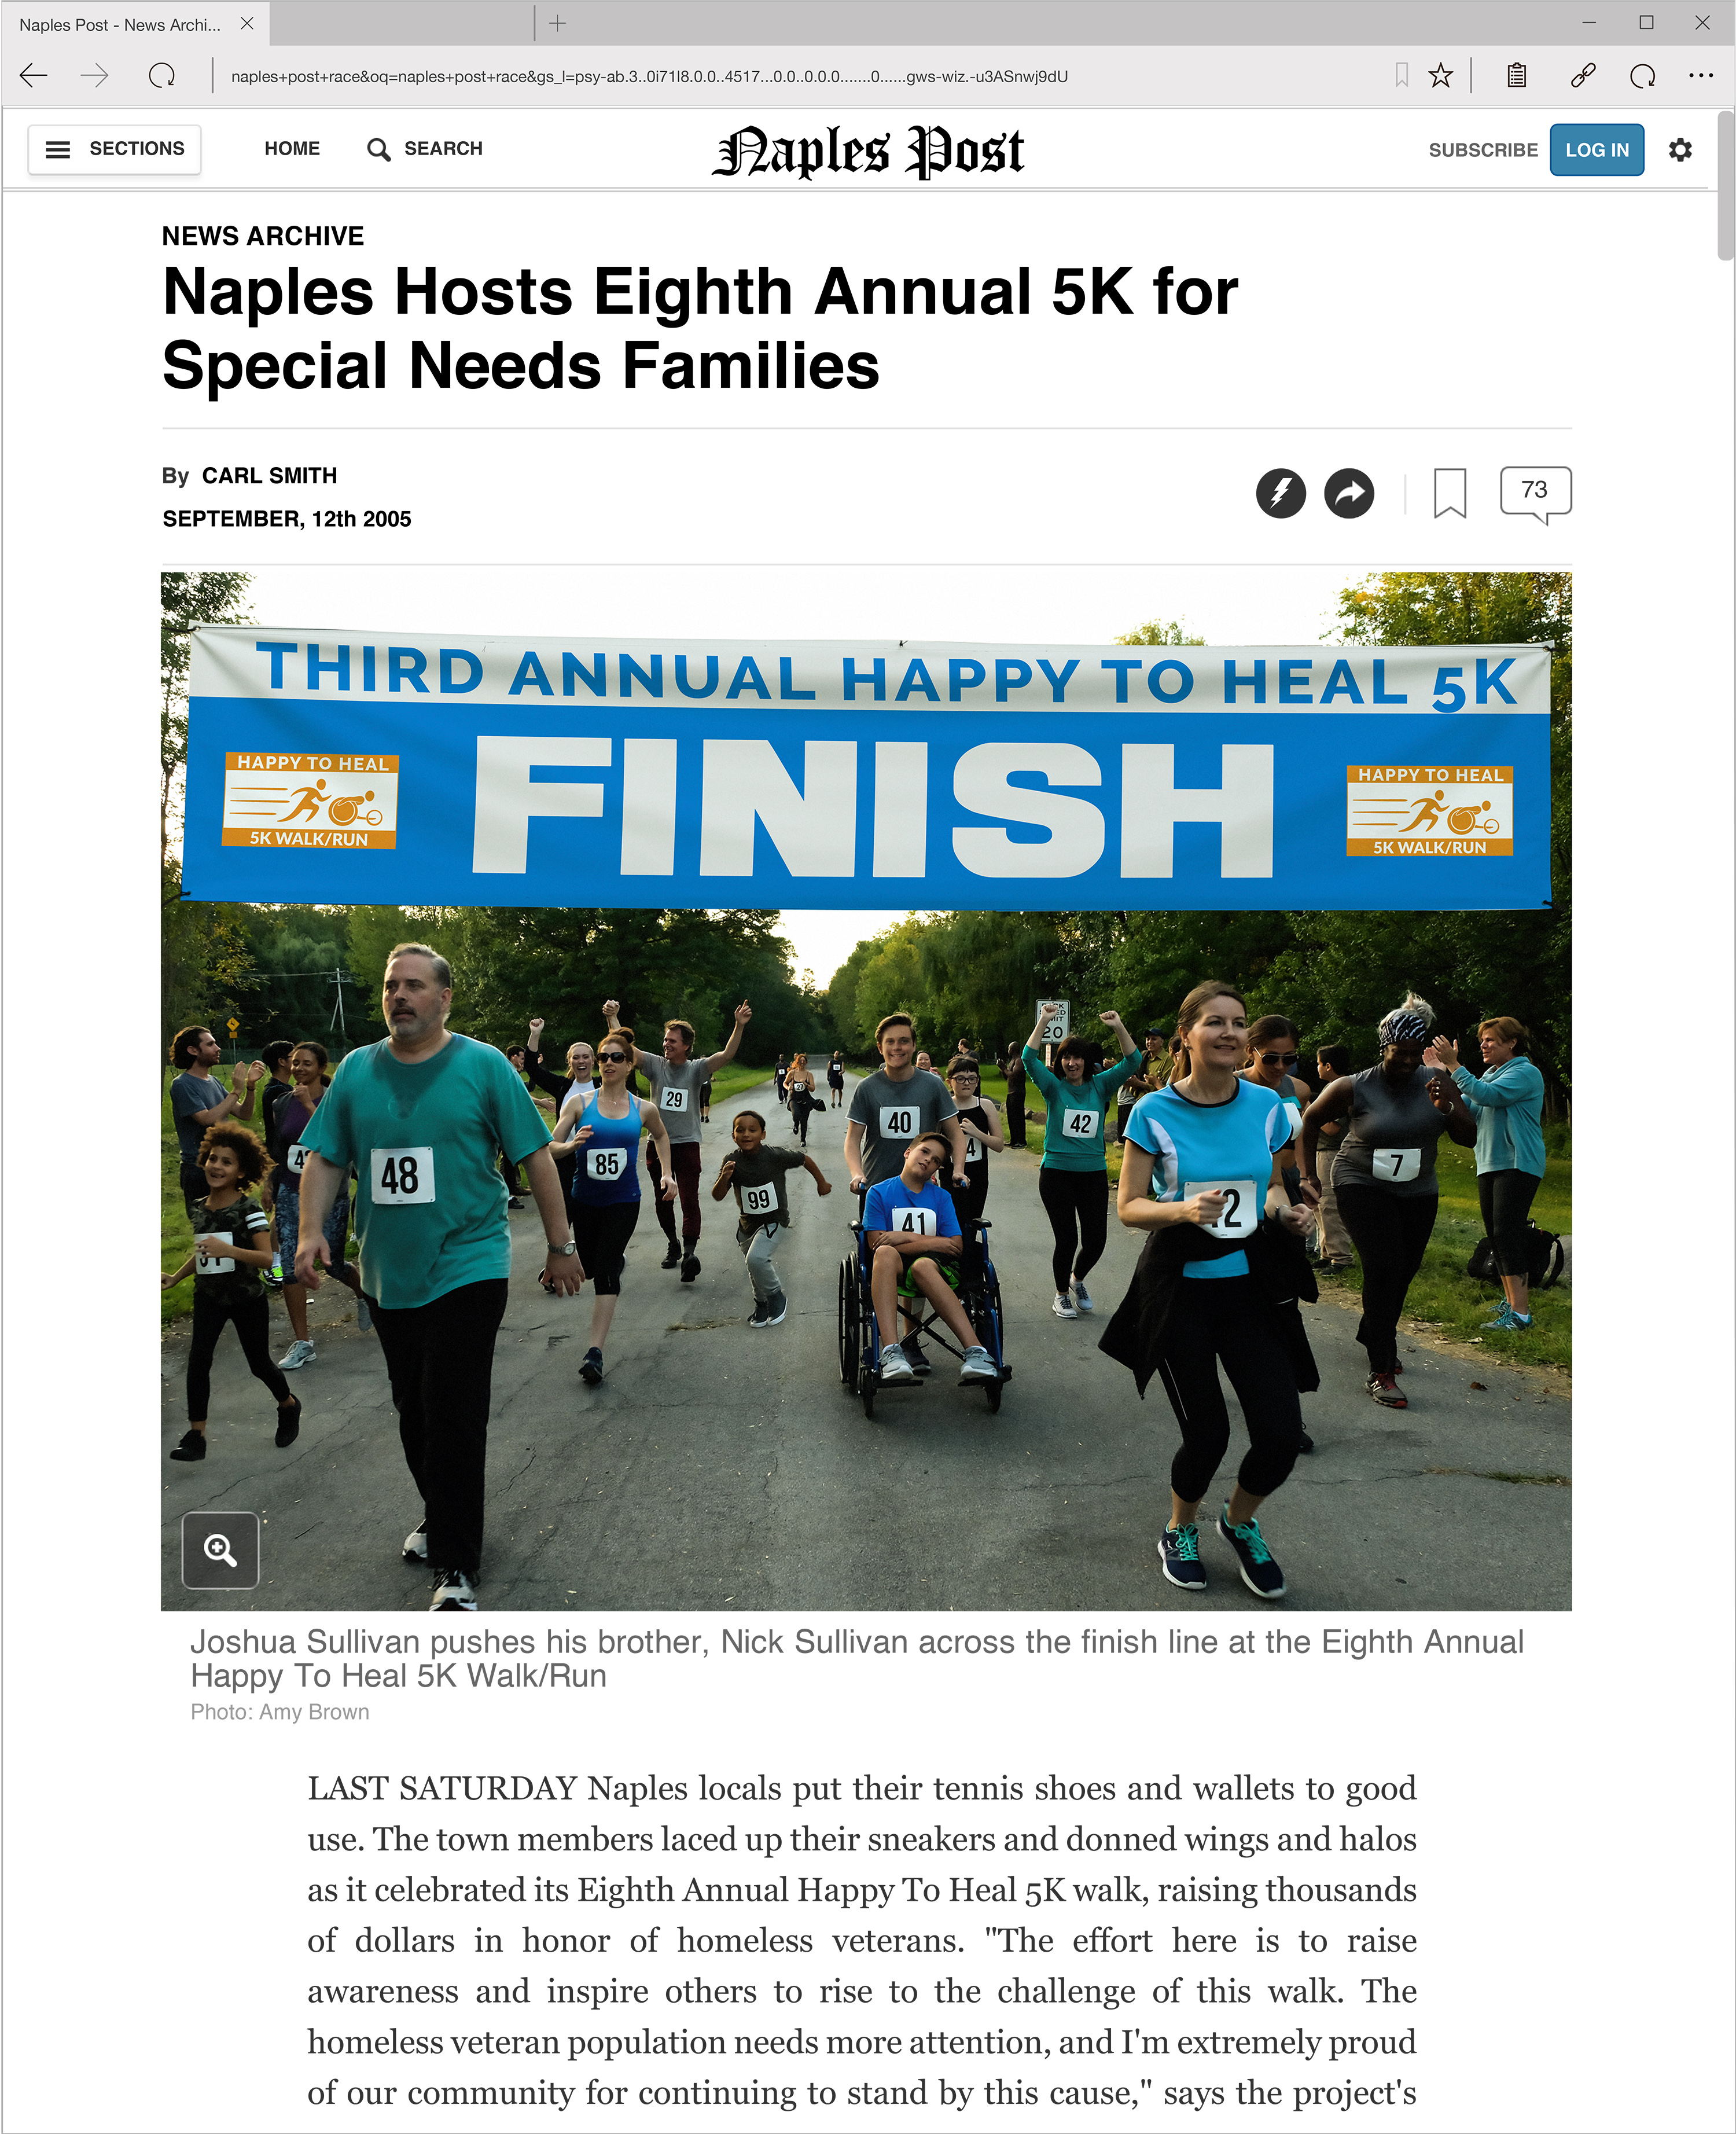 Naples Post - News Archi...
naples+post+race&oq=naples+post+race&gs_l=psy-ab.3..0i71l8.0.0..4517...0.0..0.0.0.......0......gws-wiz.-u3ASnwj9dU
SECTIONS
HOME
SEARCH
Naples Post
SUBSCRIBE
LOG IN
NEWS ARCHIVE
Naples Hosts Eighth Annual 5K for
Special Needs Families
By CARL SMITH
SEPTEMBER, 12th 2005
73
THIRD ANNUAL HAPPY TO HEAL 5K
FINISH
HAPPY TO HEAL
5K WALK/RUN
HAPPY TO HEAL
5K WALK/RUN
20
29
40
42
48
85
99
41
7
Joshua Sullivan pushes his brother, Nick Sullivan across the finish line at the Eighth Annual
Happy To Heal 5K Walk/Run
Photo: Amy Brown
LAST SATURDAY Naples locals put their tennis shoes and wallets to good
use. The town members laced up their sneakers and donned wings and halos
as it celebrated its Eighth Annual Happy To Heal 5K walk, raising thousands
of dollars in honor of homeless veterans. "The effort here is to raise
awareness and inspire others to rise to the challenge of this walk. The
homeless veteran population needs more attention, and I'm extremely proud
of our community for continuing to stand by this cause," says the project's